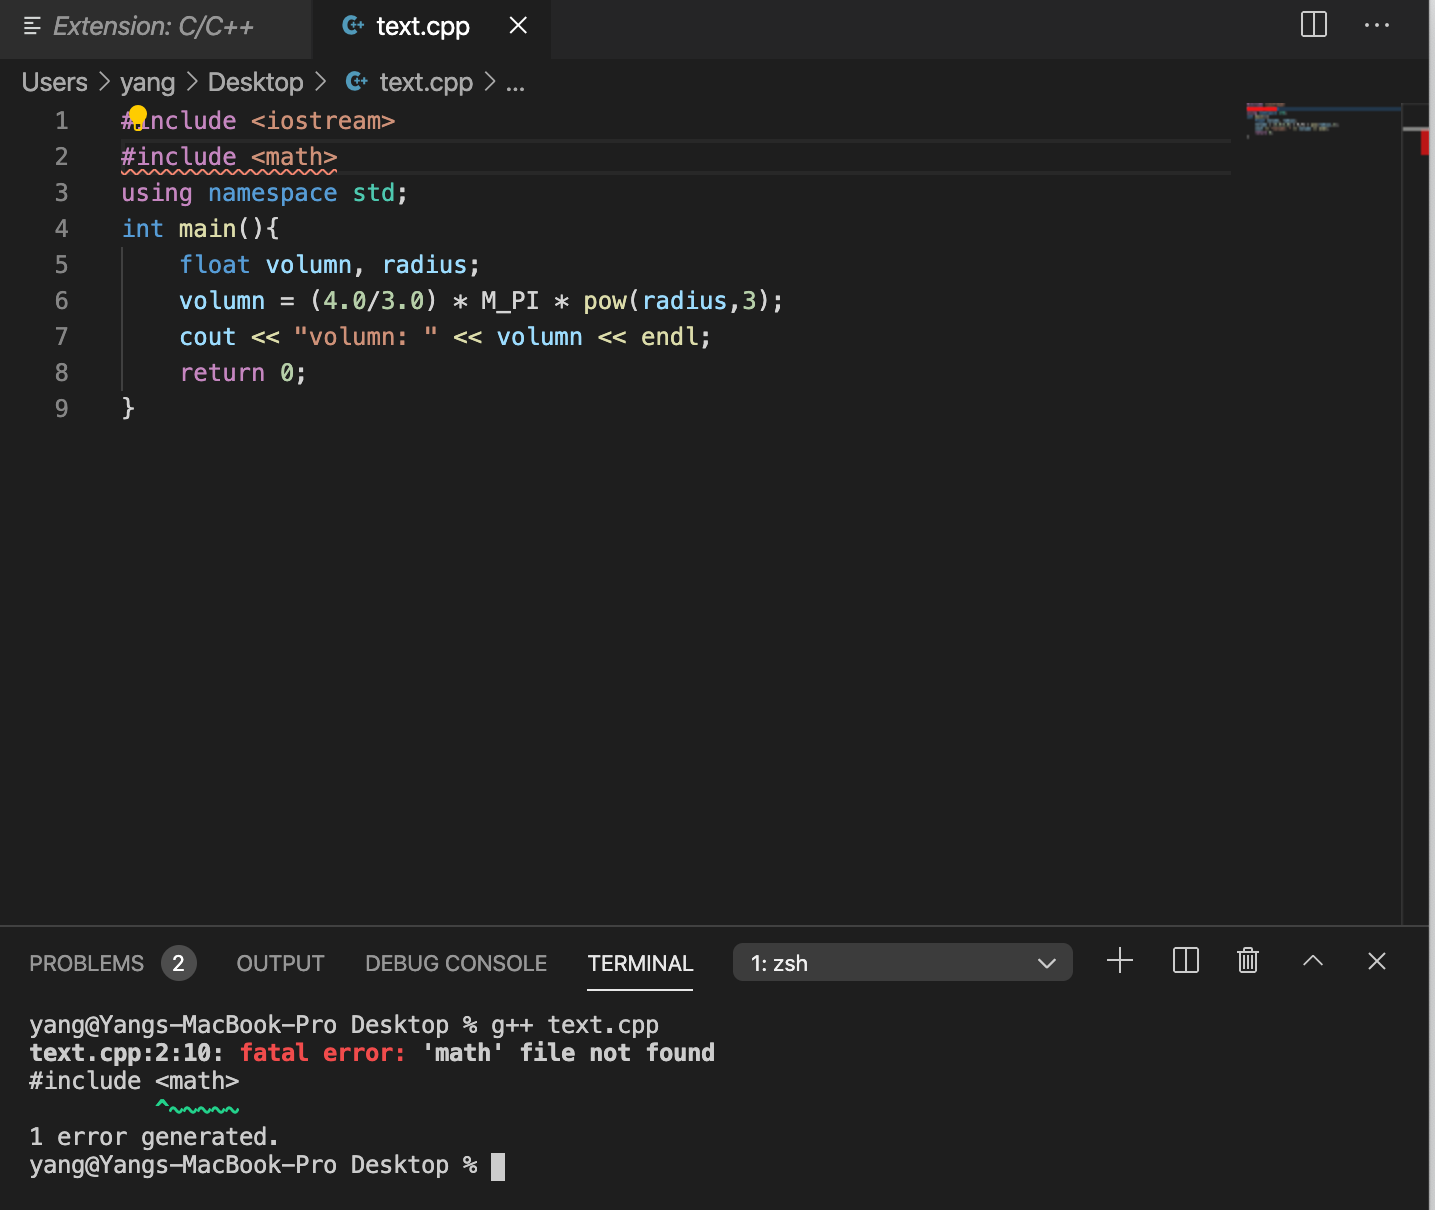 Extension: C/C++ text.cpp
Users > yang > Desktop > text.cpp > ...
1 #include <iostream>
2 #include <math>
3 using namespace std;
4 int main(){
5 float volumn, radius;
6 volumn = (4.0/3.0) * M_PI * pow(radius,3);
7 cout << "volumn: " << volumn << endl;
8 return 0;
9 }
PROBLEMS 2 OUTPUT DEBUG CONSOLE TERMINAL 1: zsh
yang@Yangs-MacBook-Pro Desktop % g++ text.cpp
text.cpp:2:10: fatal error: 'math' file not found
#include <math>
^~~~~~
1 error generated.
yang@Yangs-MacBook-Pro Desktop %